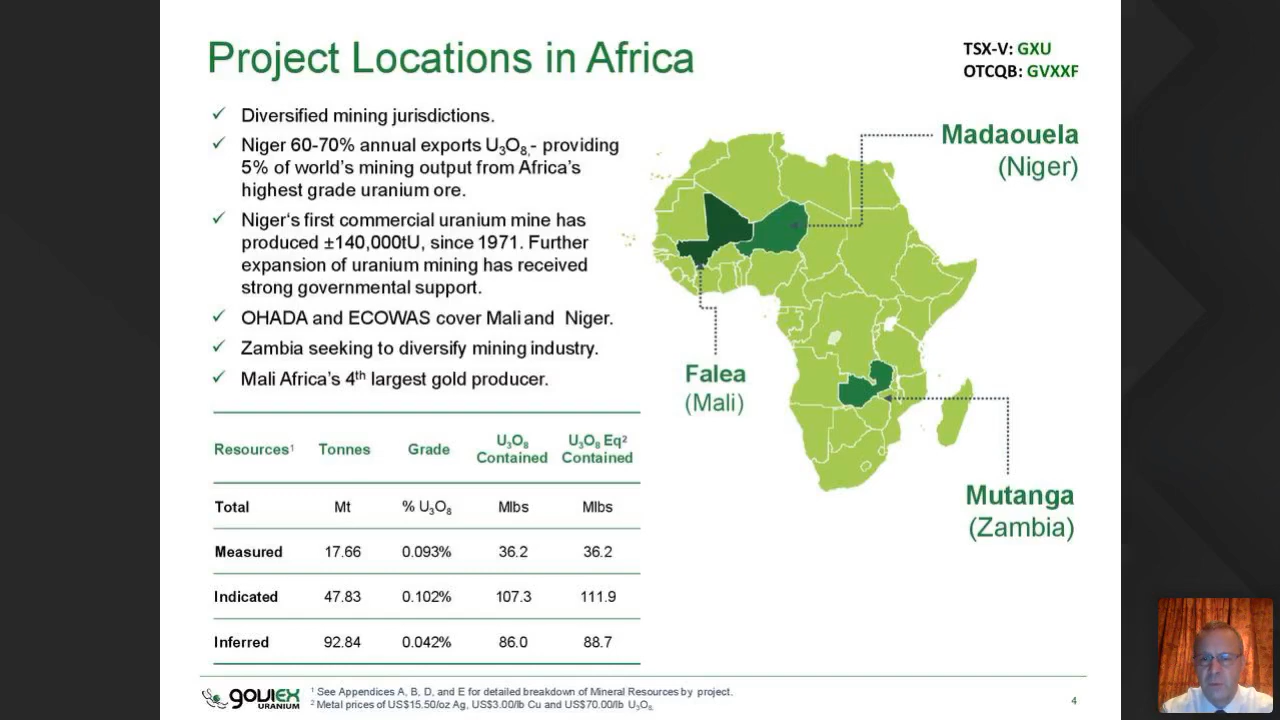 Project Locations in Africa
TSX-V: GXU
OTCQB: GVXXF
✓ Diversified mining jurisdictions.
✓ Niger 60-70% annual exports U₃O₈,- providing
5% of world's mining output from Africa's
highest grade uranium ore.
✓ Niger‘s first commercial uranium mine has
produced ±140,000tU, since 1971. Further
expansion of uranium mining has received
strong governmental support.
✓ OHADA and ECOWAS cover Mali and Niger.
✓ Zambia seeking to diversify mining industry.
✓ Mali Africa's 4th largest gold producer.
Madaouela
(Niger)
Falea
(Mali)
Mutanga
(Zambia)
Resources¹ Tonnes Grade U₃O₈ Contained U₃O₈ Eq² Contained
Total Mt % U₃O₈ Mlbs Mlbs
Measured 17.66 0.093% 36.2 36.2
Indicated 47.83 0.102% 107.3 111.9
Inferred 92.84 0.042% 86.0 88.7
goviex
URANIUM
¹ See Appendices A, B, D, and E for detailed breakdown of Mineral Resources by project.
² Metal prices of US$15.50/oz Ag, US$3.00/lb Cu and US$70.00/lb U₃O₈
4